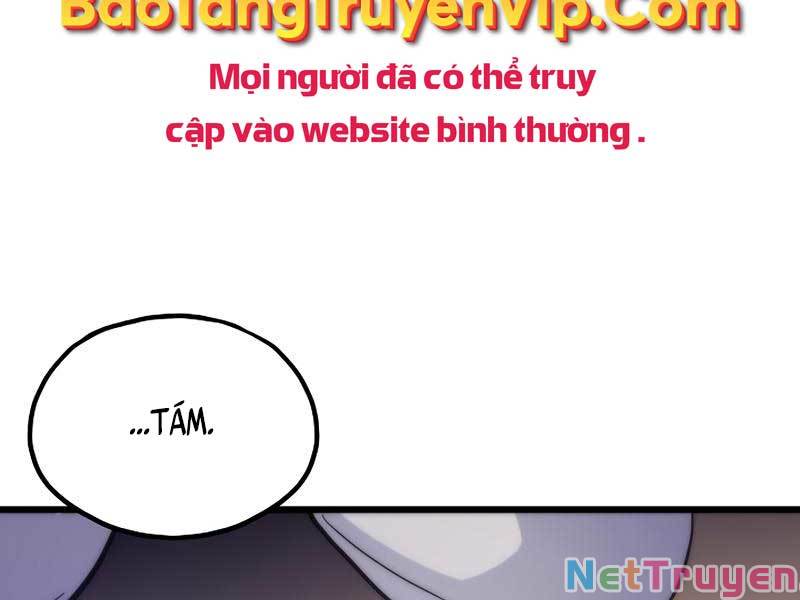 BaoTangTruyenVip.Com
Mọi người đã có thể truy
cập vào website bình thường .
...TÁM.
NetTruyen